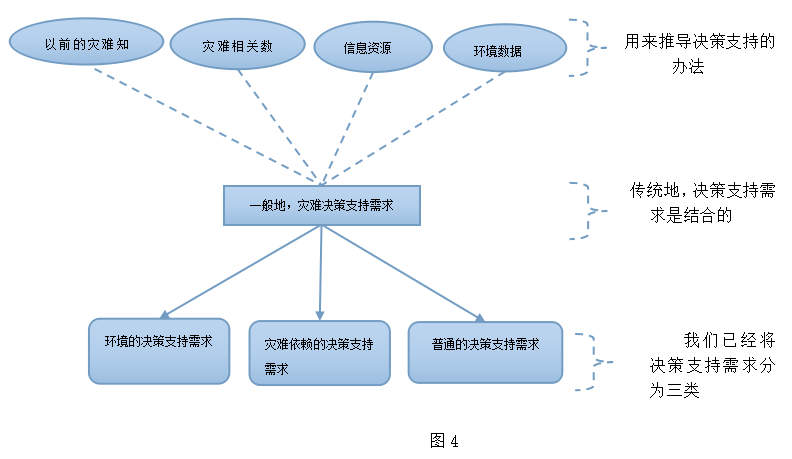 以前的灾难知
灾难相关数
信息资源
环境数据
用来推导决策支持的
办法
一般地，灾难决策支持需求
传统地，决策支持需
求是结合的
环境的决策支持需求
灾难依赖的决策支持
需求
普通的决策支持需求
我们已经将
决策支持需求分
为三类
图 4